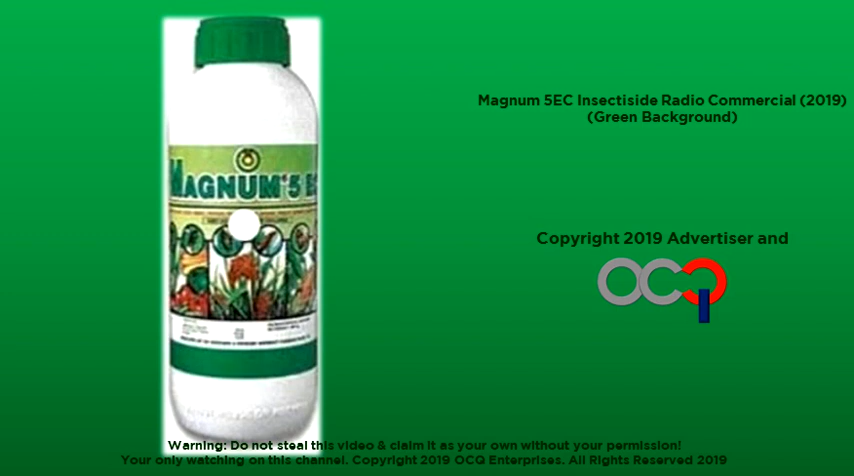 MAGNUM 5 E
Magnum 5EC Insectiside Radio Commercial (2019)
(Green Background)
Copyright 2019 Advertiser and
OCQ
Warning: Do not steal this video & claim it as your own without your permission!
Your only watching on this channel. Copyright 2019 OCQ Enterprises. All Rights Reserved 2019